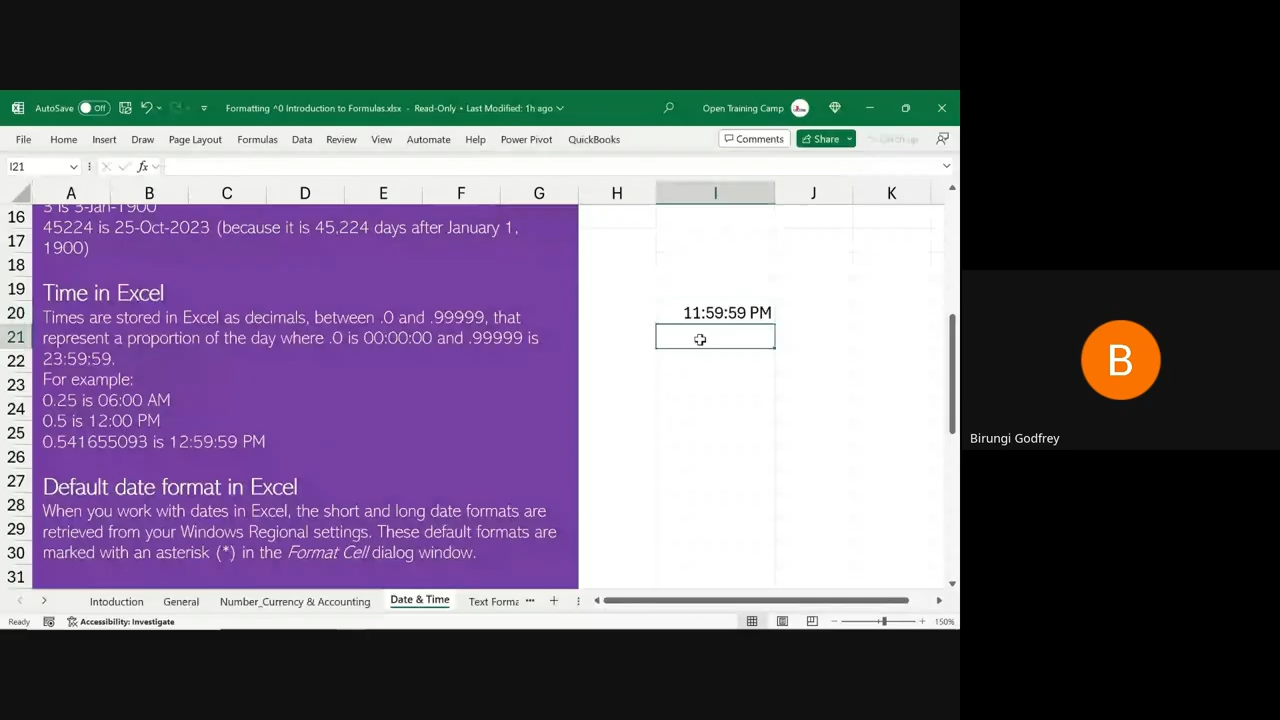 AutoSave Off
Formatting ^0 Introduction to Formulas.xlsx - Read-Only • Last Modified: 1h ago
Open Training Camp
File Home Insert Draw Page Layout Formulas Data Review View Automate Help Power Pivot QuickBooks
Comments Share
I21 fx
A B C D E F G H I J K
16 3 is 3-Jan-1900
17 45224 is 25-Oct-2023 (because it is 45,224 days after January 1,
18 1900)
19 Time in Excel
20 Times are stored in Excel as decimals, between .0 and .99999, that 11:59:59 PM
21 represent a proportion of the day where .0 is 00:00:00 and .99999 is
22 23:59:59.
23 For example:
24 0.25 is 06:00 AM
25 0.5 is 12:00 PM
26 0.541655093 is 12:59:59 PM
27 Default date format in Excel
28 When you work with dates in Excel, the short and long date formats are
29 retrieved from your Windows Regional settings. These default formats are
30 marked with an asterisk (*) in the Format Cell dialog window.
31
Intoduction General Number_Currency & Accounting Date & Time Text Forma ...
Ready Accessibility: Investigate 150%
B
Birungi Godfrey